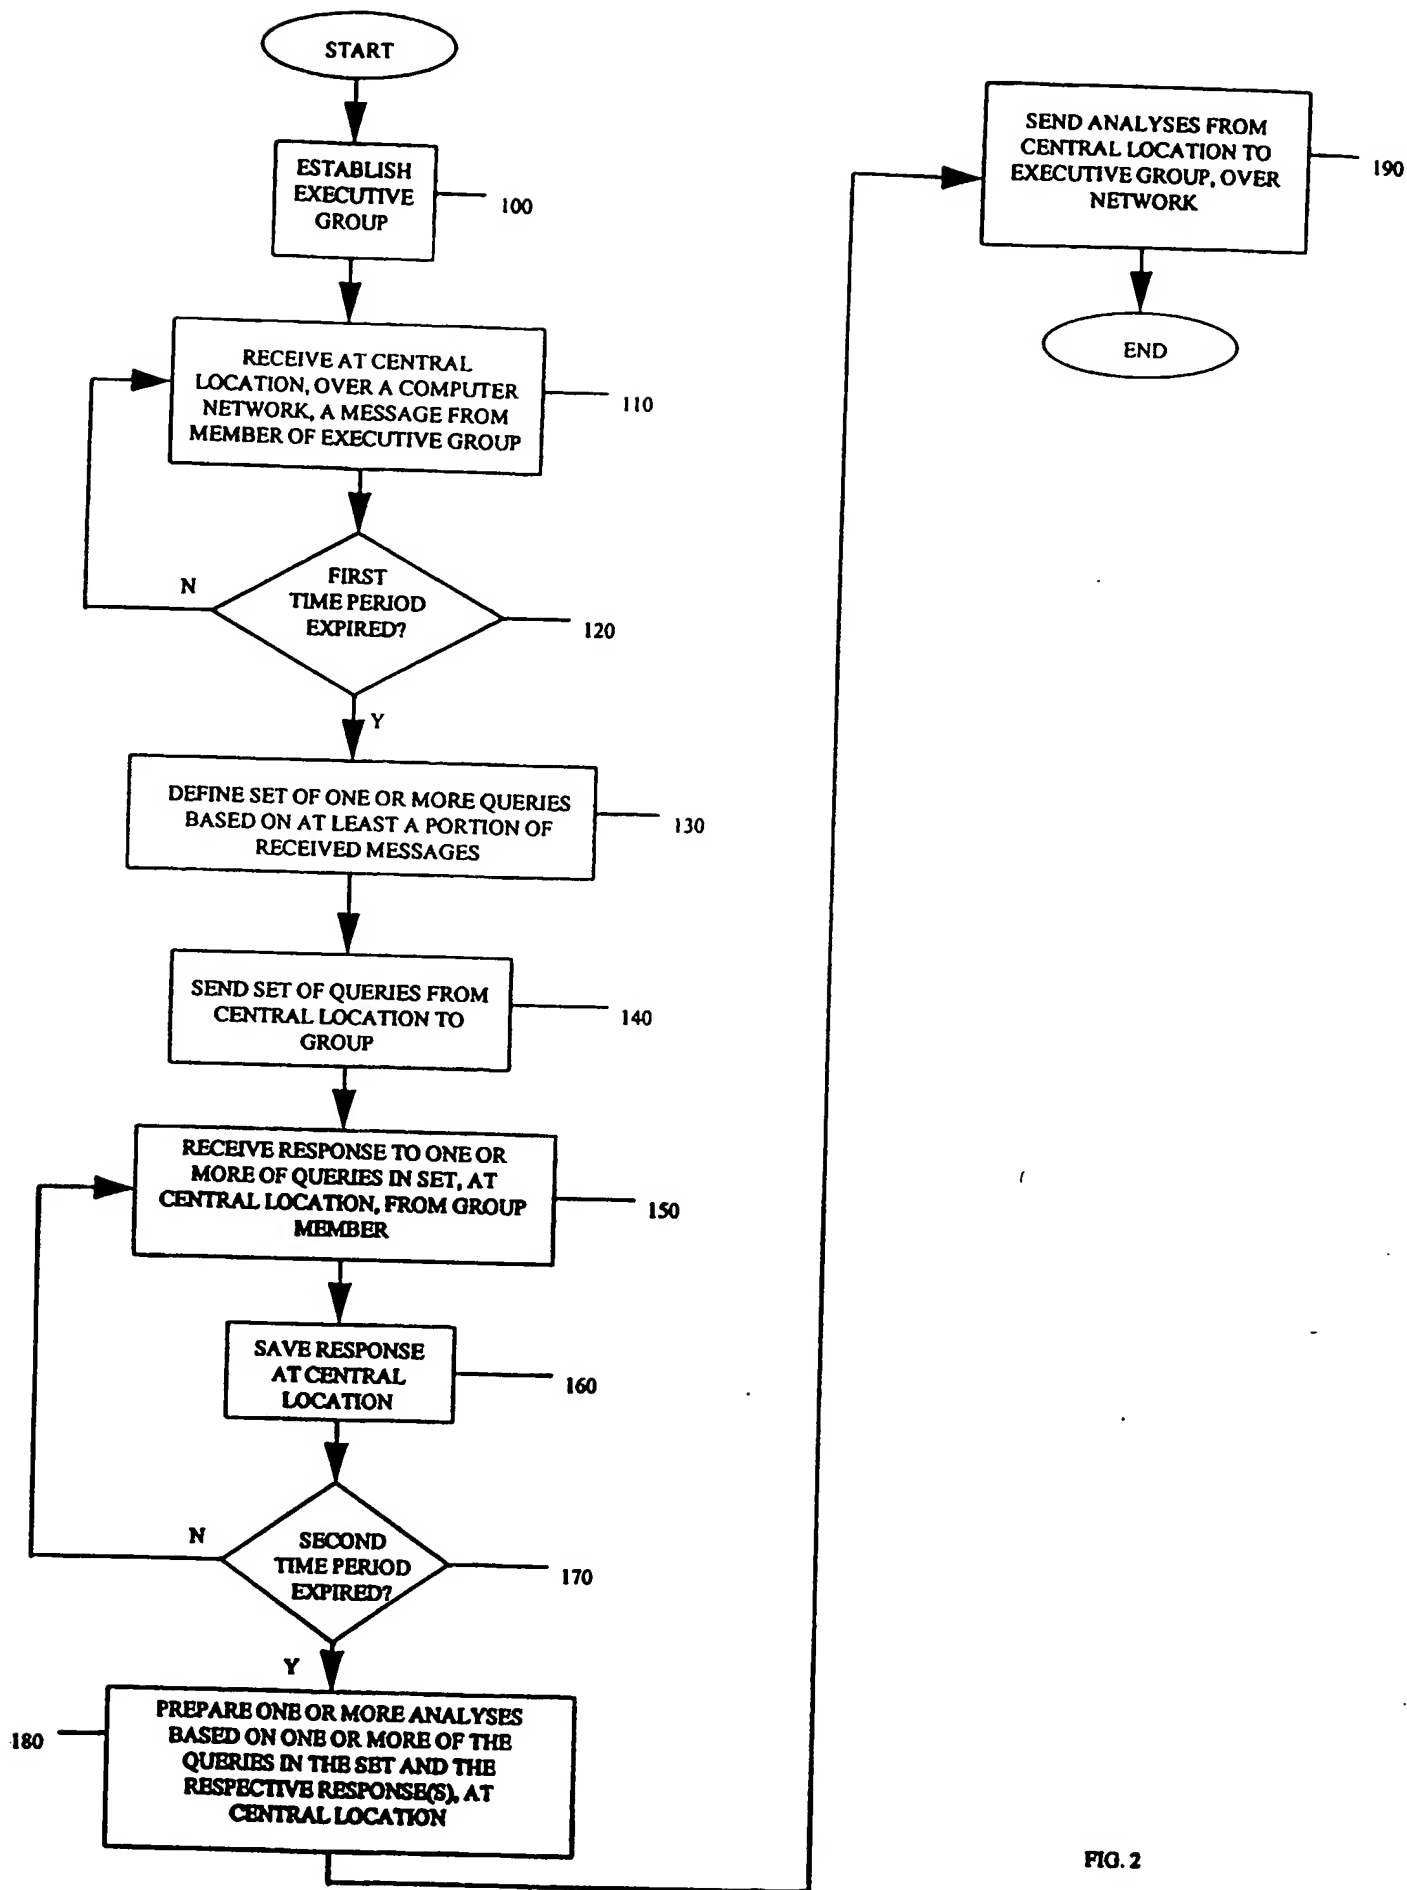 START
ESTABLISH
EXECUTIVE
GROUP
100
RECEIVE AT CENTRAL
LOCATION, OVER A COMPUTER
NETWORK, A MESSAGE FROM
MEMBER OF EXECUTIVE GROUP
110
FIRST
TIME PERIOD
EXPIRED?
N
120
Y
DEFINE SET OF ONE OR MORE QUERIES
BASED ON AT LEAST A PORTION OF
RECEIVED MESSAGES
130
SEND SET OF QUERIES FROM
CENTRAL LOCATION TO
GROUP
140
RECEIVE RESPONSE TO ONE OR
MORE OF QUERIES IN SET, AT
CENTRAL LOCATION, FROM GROUP
MEMBER
150
SAVE RESPONSE
AT CENTRAL
LOCATION
160
N
SECOND
TIME PERIOD
EXPIRED?
170
Y
PREPARE ONE OR MORE ANALYSES
BASED ON ONE OR MORE OF THE
QUERIES IN THE SET AND THE
RESPECTIVE RESPONSE(S), AT
CENTRAL LOCATION
180
SEND ANALYSES FROM
CENTRAL LOCATION TO
EXECUTIVE GROUP, OVER
NETWORK
190
END
FIG. 2